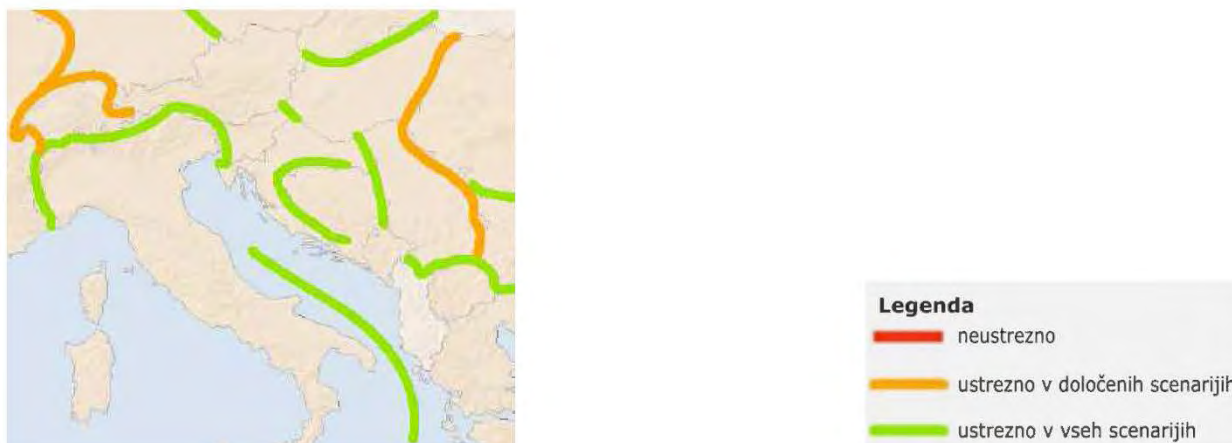 Legenda
neustrezno
ustrezno v določenih scenarijih
ustrezno v vseh scenarijih